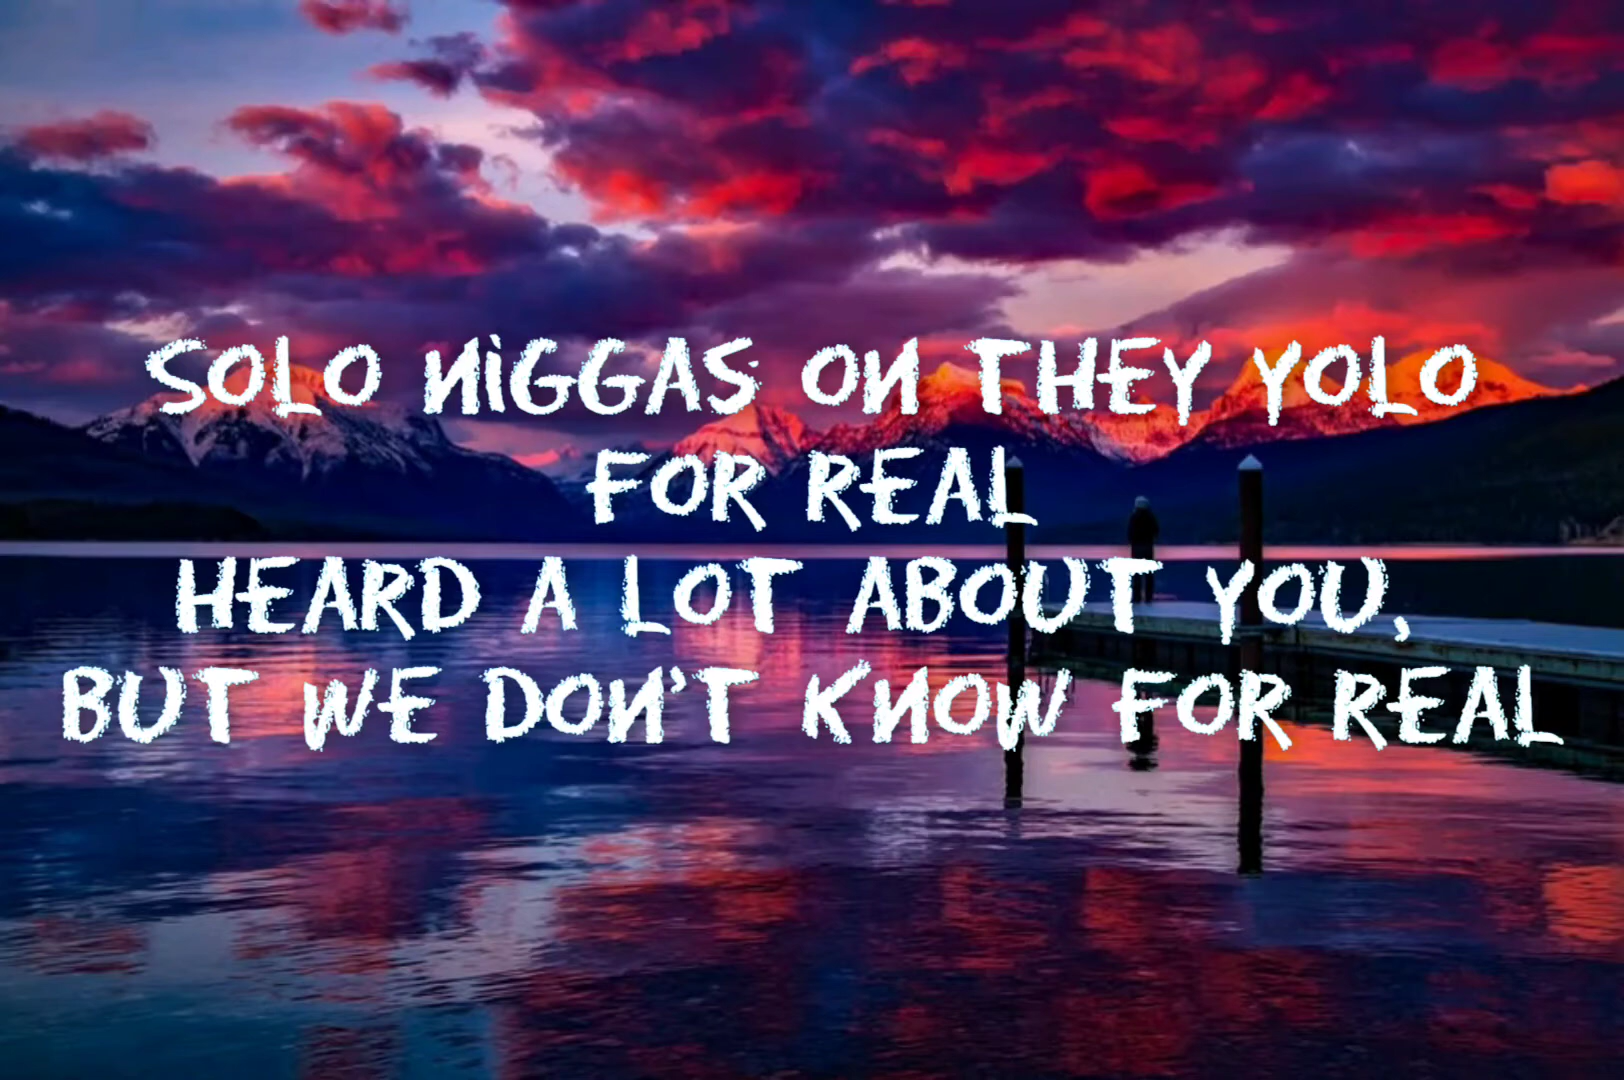 SOLO NiGGAS ON THEY YOLO
FOR REAL
HEARD A LOT ABOUT YOU,
BUT WE DON'T KNOW FOR REAL